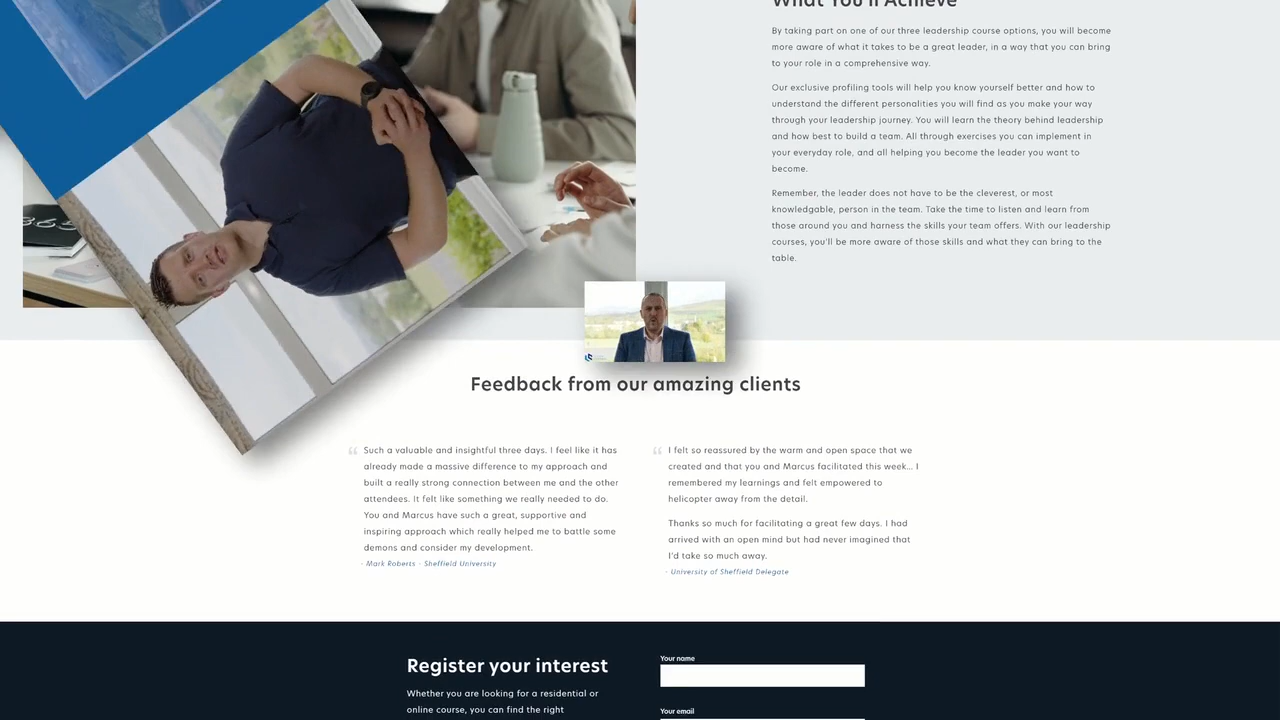 What You'll Achieve
By taking part on one of our three leadership course options, you will become
more aware of what it takes to be a great leader, in a way that you can bring
to your role in a comprehensive way.
Our exclusive profiling tools will help you know yourself better and how to
understand the different personalities you will find as you make your way
through your leadership journey. You will learn the theory behind leadership
and how best to build a team. All through exercises you can implement in
your everyday role, and all helping you become the leader you want to
become.
Remember, the leader does not have to be the cleverest, or most
knowledgable, person in the team. Take the time to listen and learn from
those around you and harness the skills your team offers. With our leadership
courses, you'll be more aware of those skills and what they can bring to the
table.
365
Feedback from our amazing clients
“ Such a valuable and insightful three days. I feel like it has
already made a massive difference to my approach and
built a really strong connection between me and the other
attendees. It felt like something we really needed to do.
You and Marcus have such a great, supportive and
inspiring approach which really helped me to battle some
demons and consider my development.
- Mark Roberts - Sheffield University
“ I felt so reassured by the warm and open space that we
created and that you and Marcus facilitated this week... I
remembered my learnings and felt empowered to
helicopter away from the detail.
Thanks so much for facilitating a great few days. I had
arrived with an open mind but had never imagined that
I'd take so much away.
- University of Sheffield Delegate
Register your interest
Whether you are looking for a residential or
online course, you can find the right
Your name
Your email